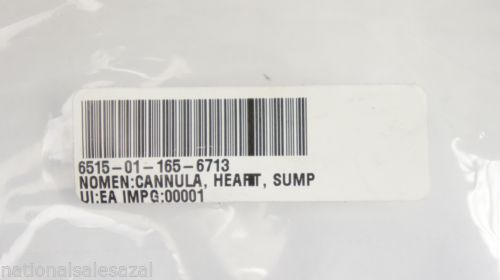 6515-01-165-6713
NOMEN:CANNULA, HEART, SUMP
UI:EA IMPG:00001
nationalsalesazal